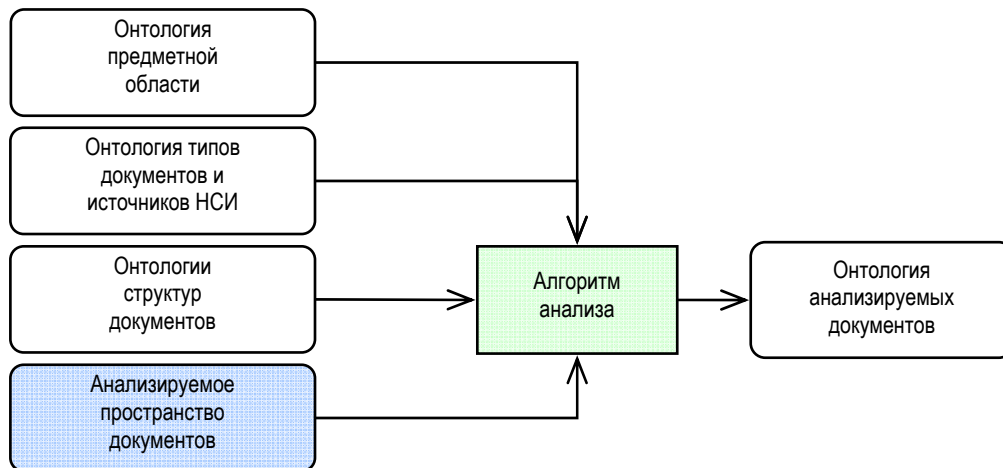 Онтология
предметной
области
Онтология типов
документов и
источников НСИ
Онтологии
структур
документов
Анализируемое
пространство
документов
Алгоритм
анализа
Онтология
анализируемых
документов